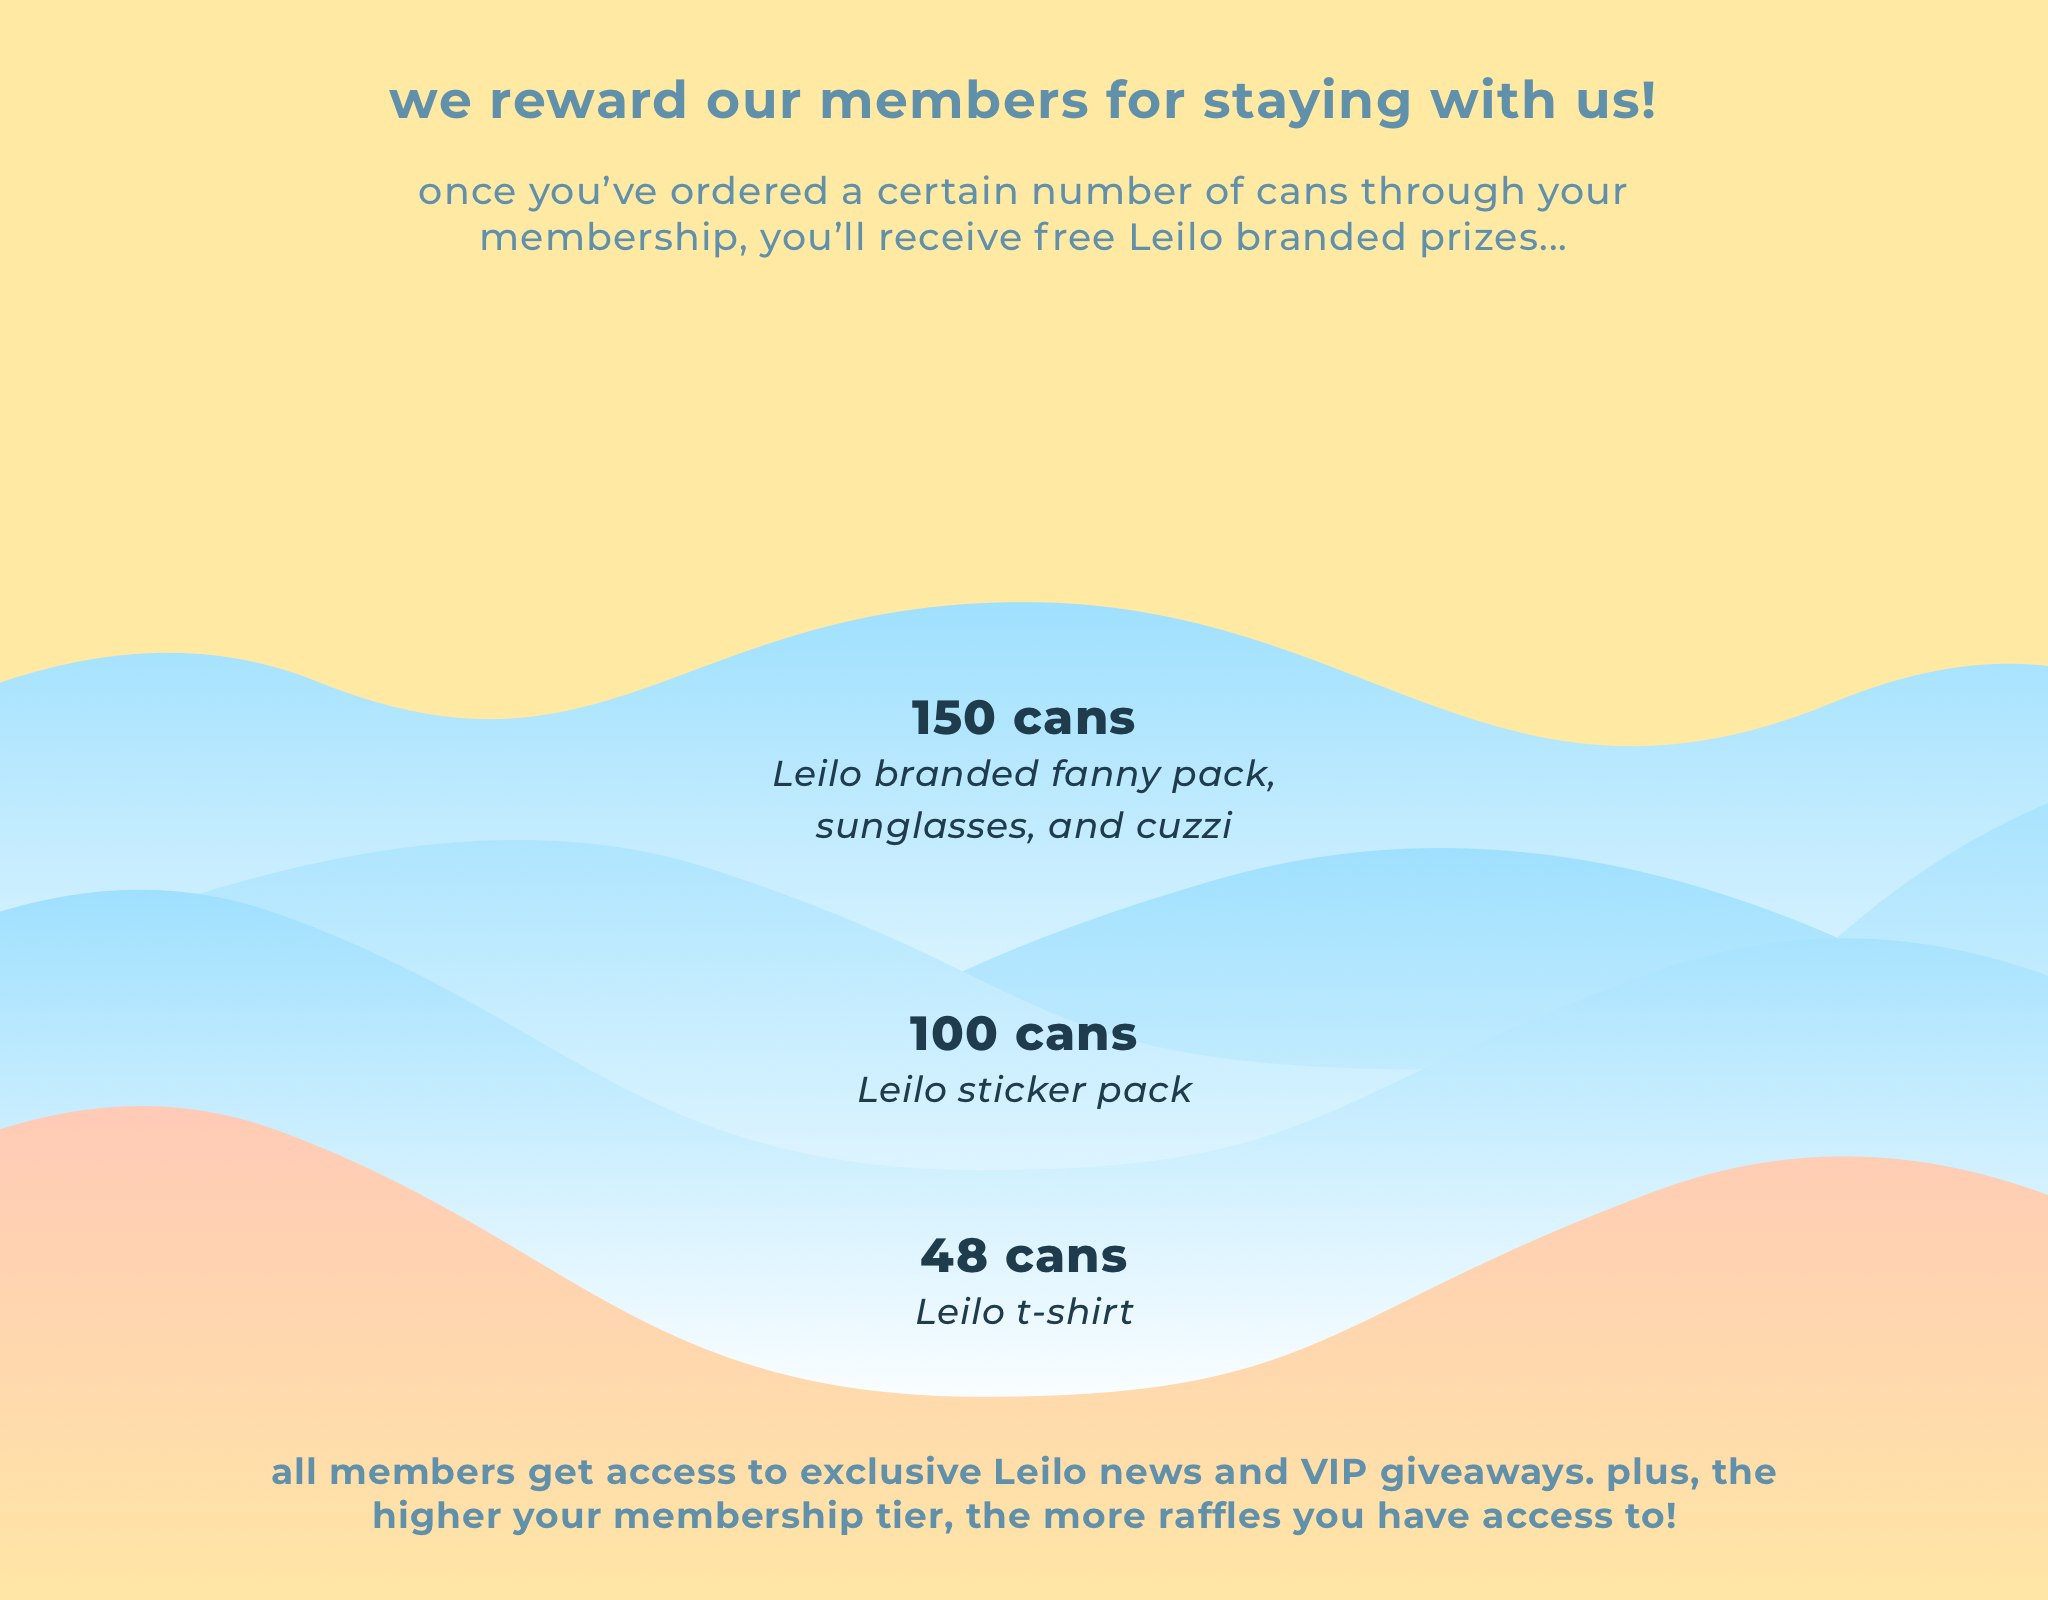 we reward our members for staying with us!
once you’ve ordered a certain number of cans through your
membership, you’ll receive free Leilo branded prizes...
150 cans
Leilo branded fanny pack,
sunglasses, and cuzzi
100 cans
Leilo sticker pack
48 cans
Leilo t-shirt
all members get access to exclusive Leilo news and VIP giveaways. plus, the
higher your membership tier, the more raffles you have access to!